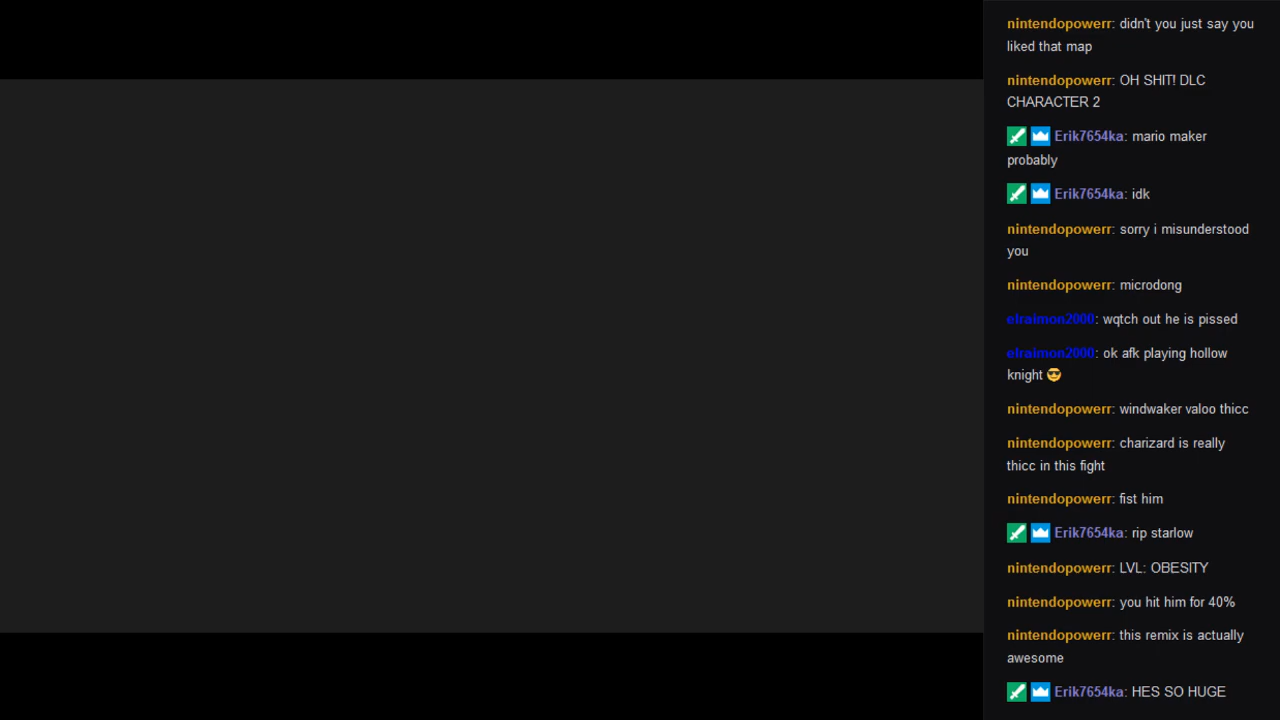 nintendopowerr: didn't you just say you
liked that map
nintendopowerr: OH SHIT! DLC
CHARACTER 2
Erik7654ka: mario maker
probably
Erik7654ka: idk
nintendopowerr: sorry i misunderstood
you
nintendopowerr: microdong
elraimon2000: wqtch out he is pissed
elraimon2000: ok afk playing hollow
knight 😎
nintendopowerr: windwaker valoo thicc
nintendopowerr: charizard is really
thicc in this fight
nintendopowerr: fist him
Erik7654ka: rip starlow
nintendopowerr: LVL: OBESITY
nintendopowerr: you hit him for 40%
nintendopowerr: this remix is actually
awesome
Erik7654ka: HES SO HUGE